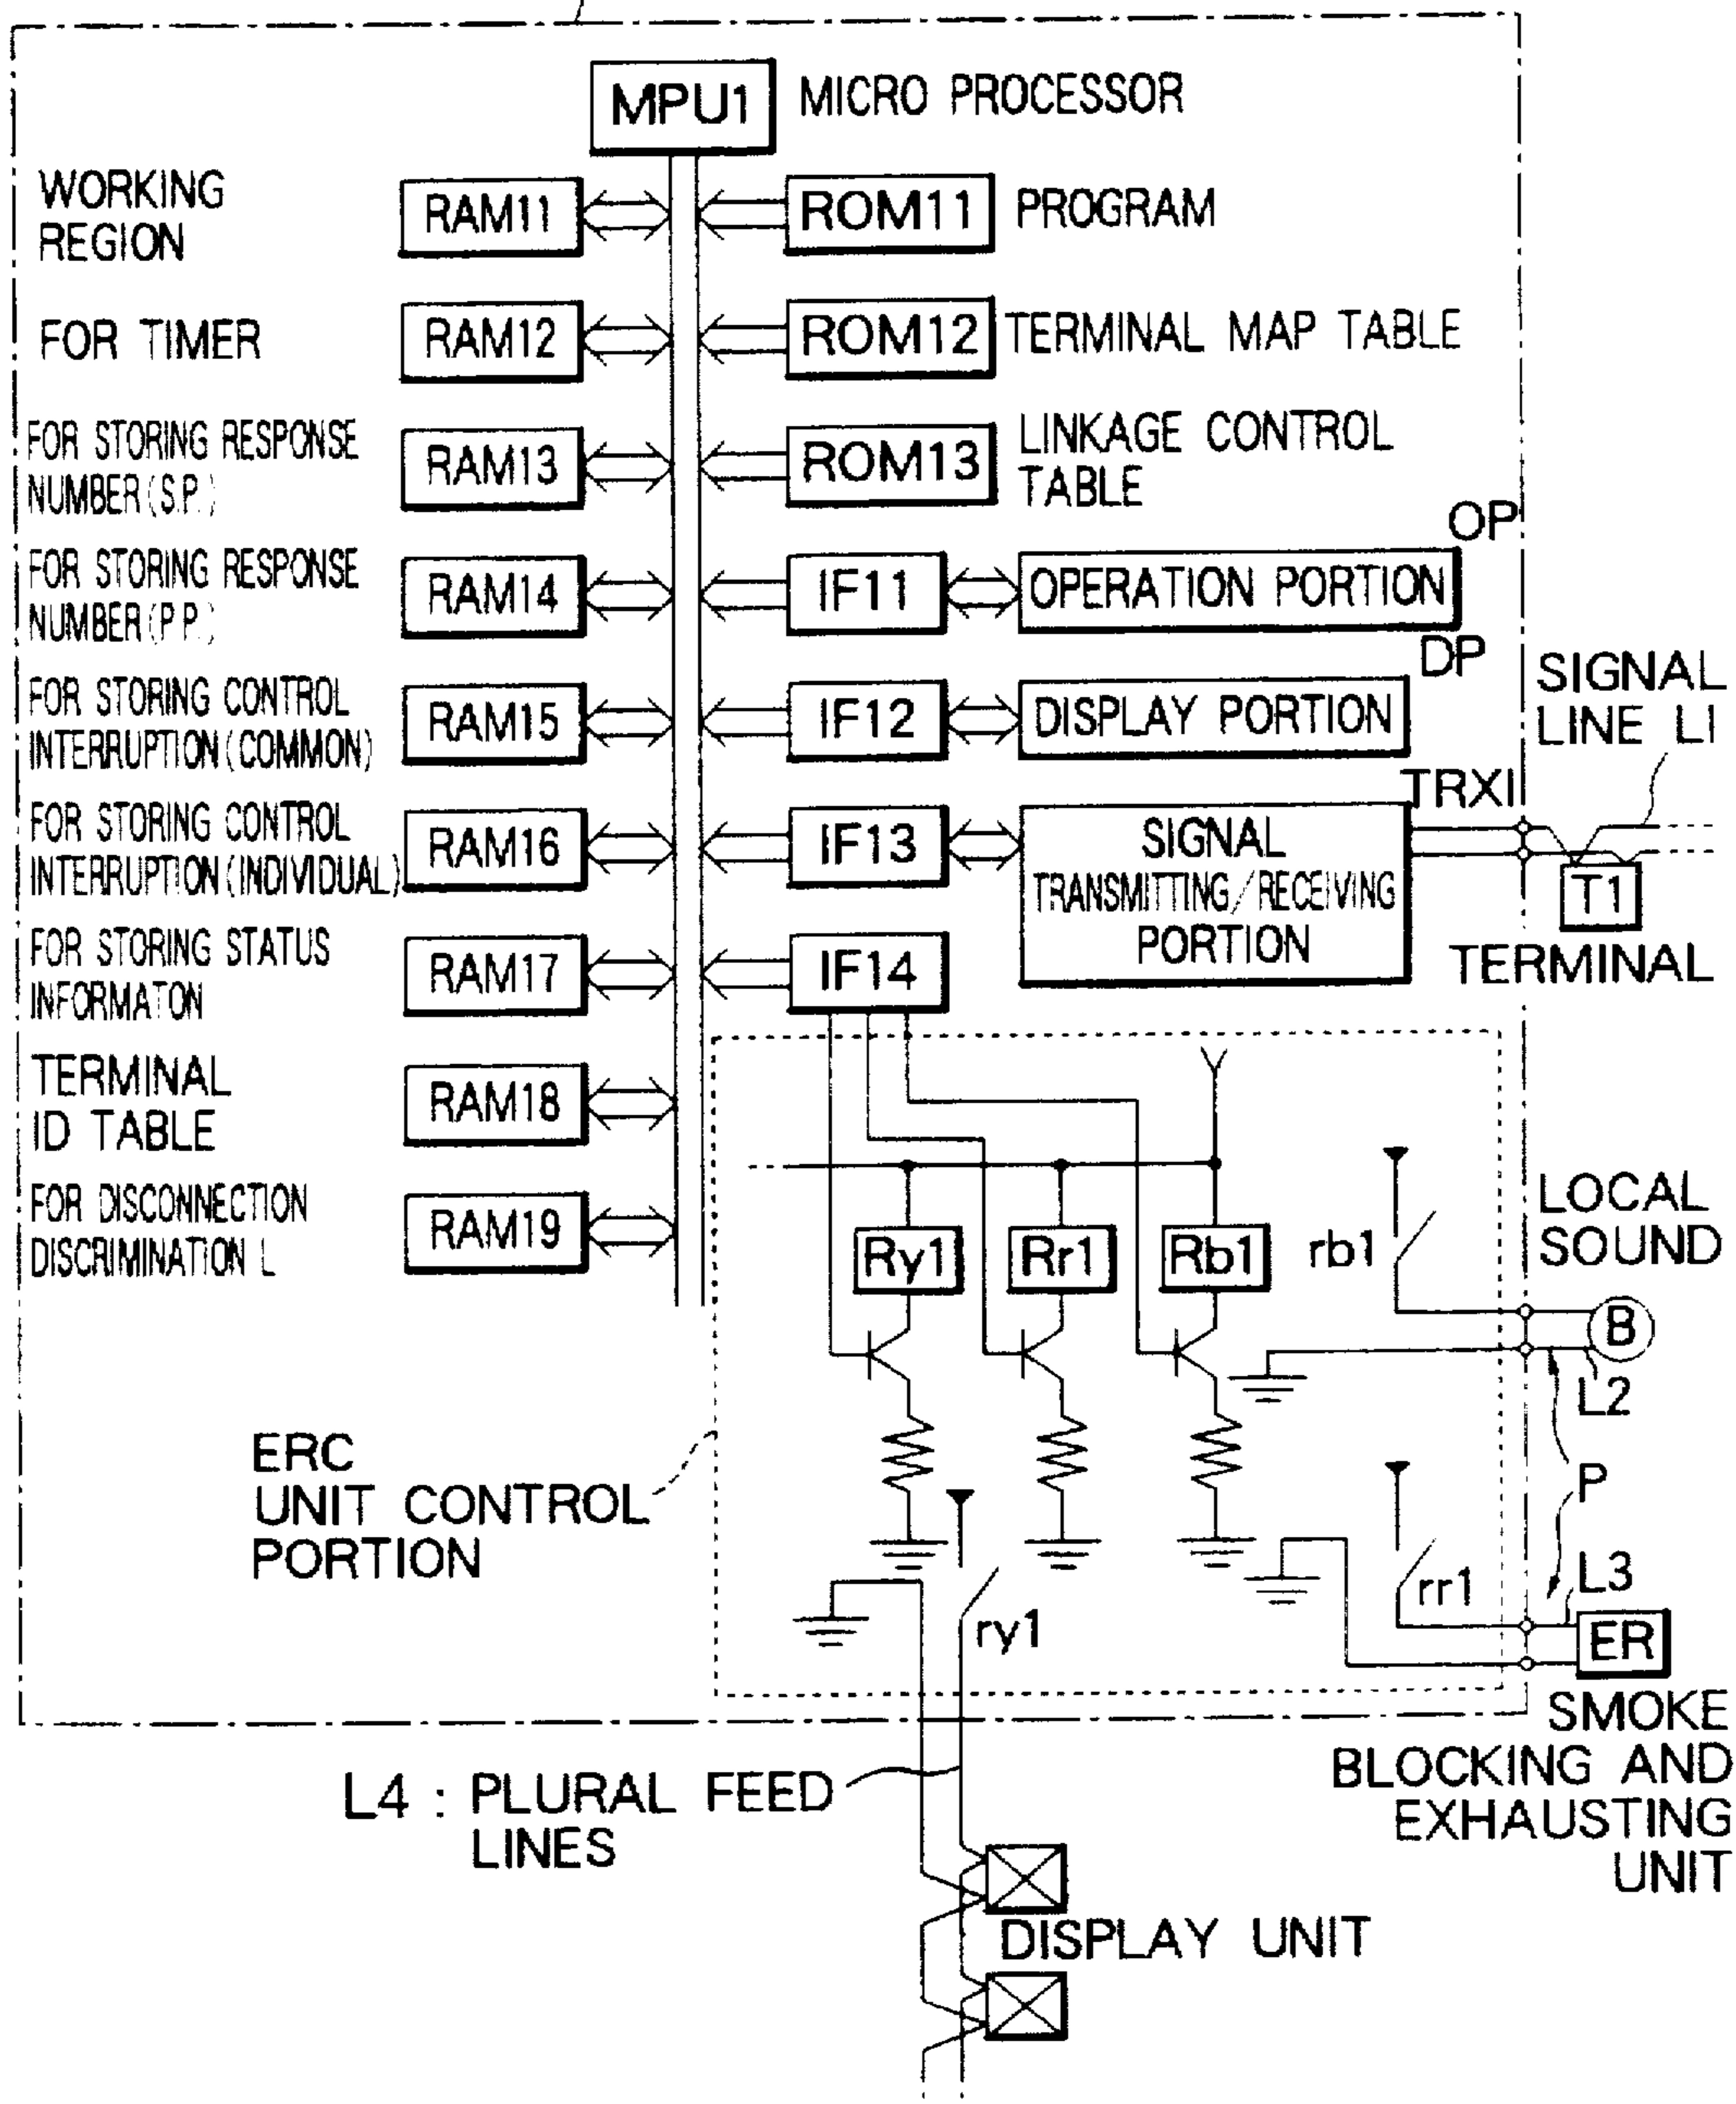 MPU1 MICRO PROCESSOR
WORKING
REGION
RAM11
ROM11 PROGRAM
FOR TIMER
RAM12
ROM12 TERMINAL MAP TABLE
FOR STORING RESPONSE
NUMBER (S.P.)
RAM13
ROM13
LINKAGE CONTROL
TABLE
FOR STORING RESPONSE
NUMBER (P.P.)
RAM14
IF11
OP
OPERATION PORTION
FOR STORING CONTROL
INTERRUPTION (COMMON)
RAM15
IF12
DP
DISPLAY PORTION
SIGNAL
LINE L1
FOR STORING CONTROL
INTERRUPTION (INDIVIDUAL)
RAM16
IF13
TRX1
SIGNAL
TRANSMITTING/RECEIVING
PORTION
T1
TERMINAL
FOR STORING STATUS
INFORMATON
RAM17
IF14
TERMINAL
ID TABLE
RAM18
FOR DISCONNECTION
DISCRIMINATION L
RAM19
Ry1
Rr1
Rb1
rb1
LOCAL
SOUND
B
L2
P
ERC
UNIT CONTROL
PORTION
ry1
rr1
L3
ER
SMOKE
BLOCKING AND
EXHAUSTING
UNIT
L4 : PLURAL FEED
LINES
DISPLAY UNIT